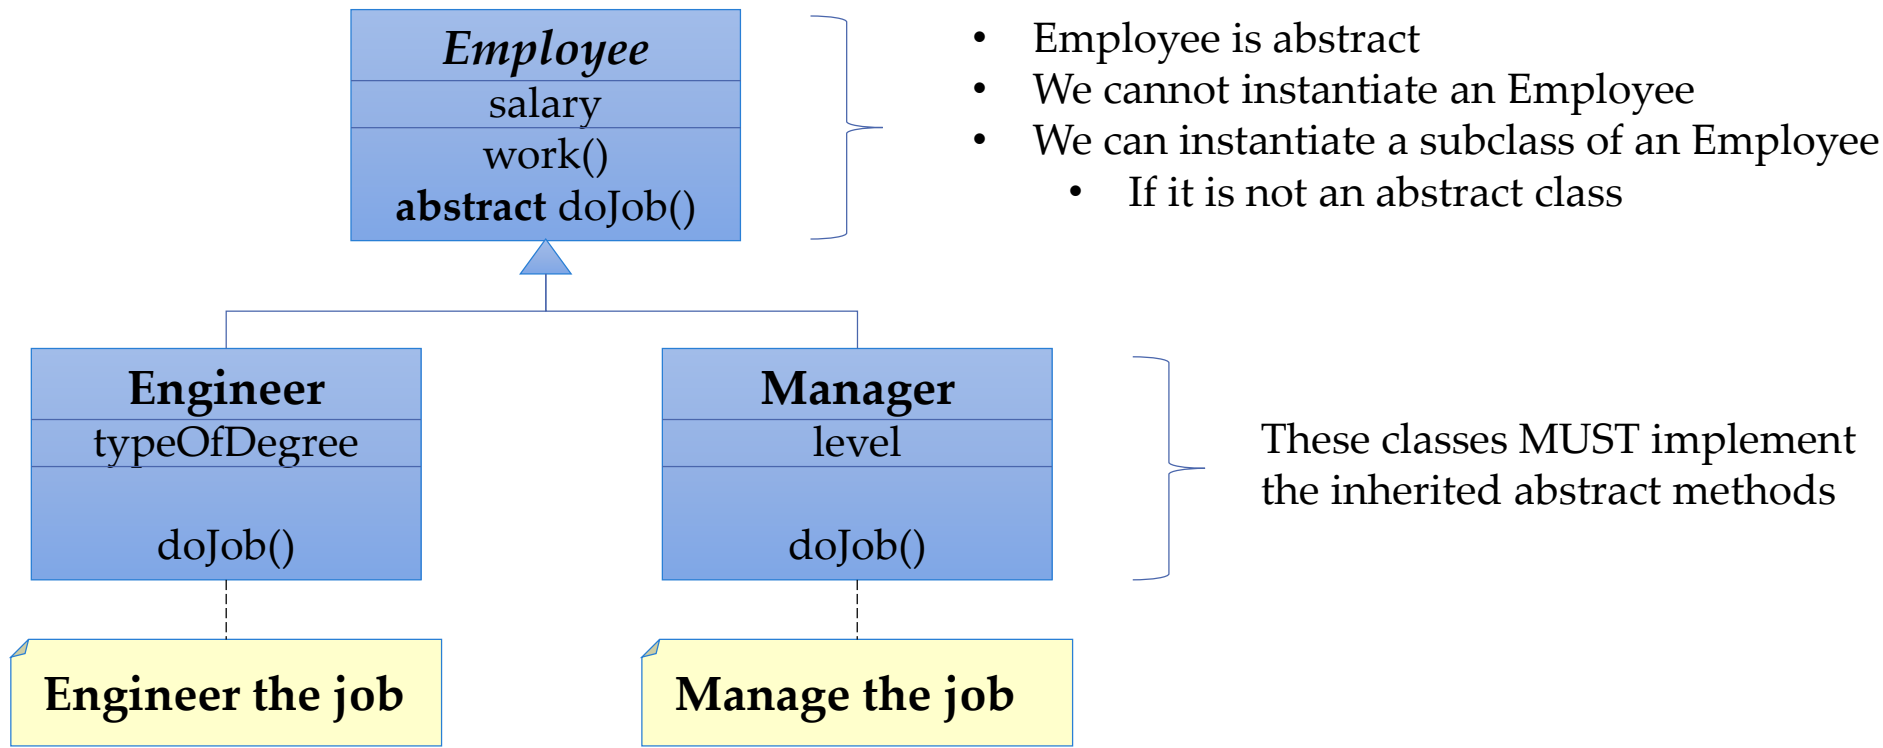 Employee
salary
work()
abstract doJob()
• Employee is abstract
• We cannot instantiate an Employee
• We can instantiate a subclass of an Employee
• If it is not an abstract class
Engineer
typeOfDegree
doJob()
Manager
level
doJob()
These classes MUST implement
the inherited abstract methods
Engineer the job
Manage the job